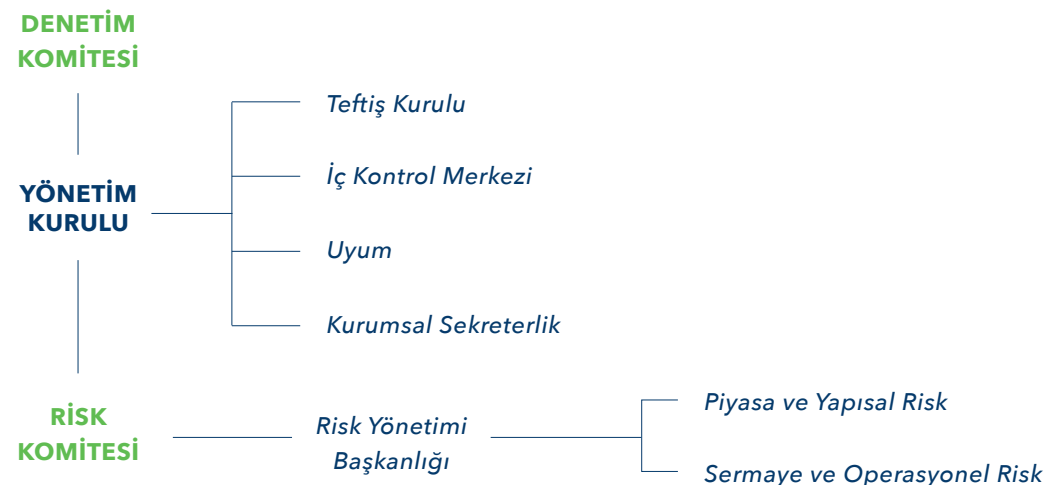 DENETİM
KOMİTESİ
YÖNETİM
KURULU
Teftiş Kurulu
İç Kontrol Merkezi
Uyum
Kurumsal Sekreterlik
RİSK
KOMİTESİ
Risk Yönetimi
Başkanlığı
Piyasa ve Yapısal Risk
Sermaye ve Operasyonel Risk